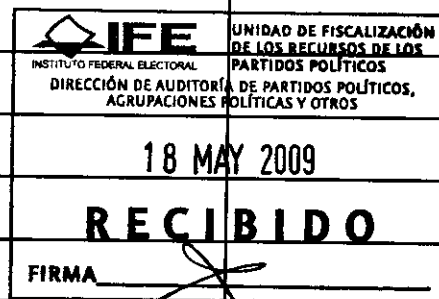 IFE
INSTITUTO FEDERAL ELECTORAL
UNIDAD DE FISCALIZACIÓN
DE LOS RECURSOS DE LOS
PARTIDOS POLÍTICOS
DIRECCIÓN DE AUDITORÍA DE PARTIDOS POLÍTICOS,
AGRUPACIONES POLÍTICAS Y OTROS
18 MAY 2009
RECIBIDO
FIRMA